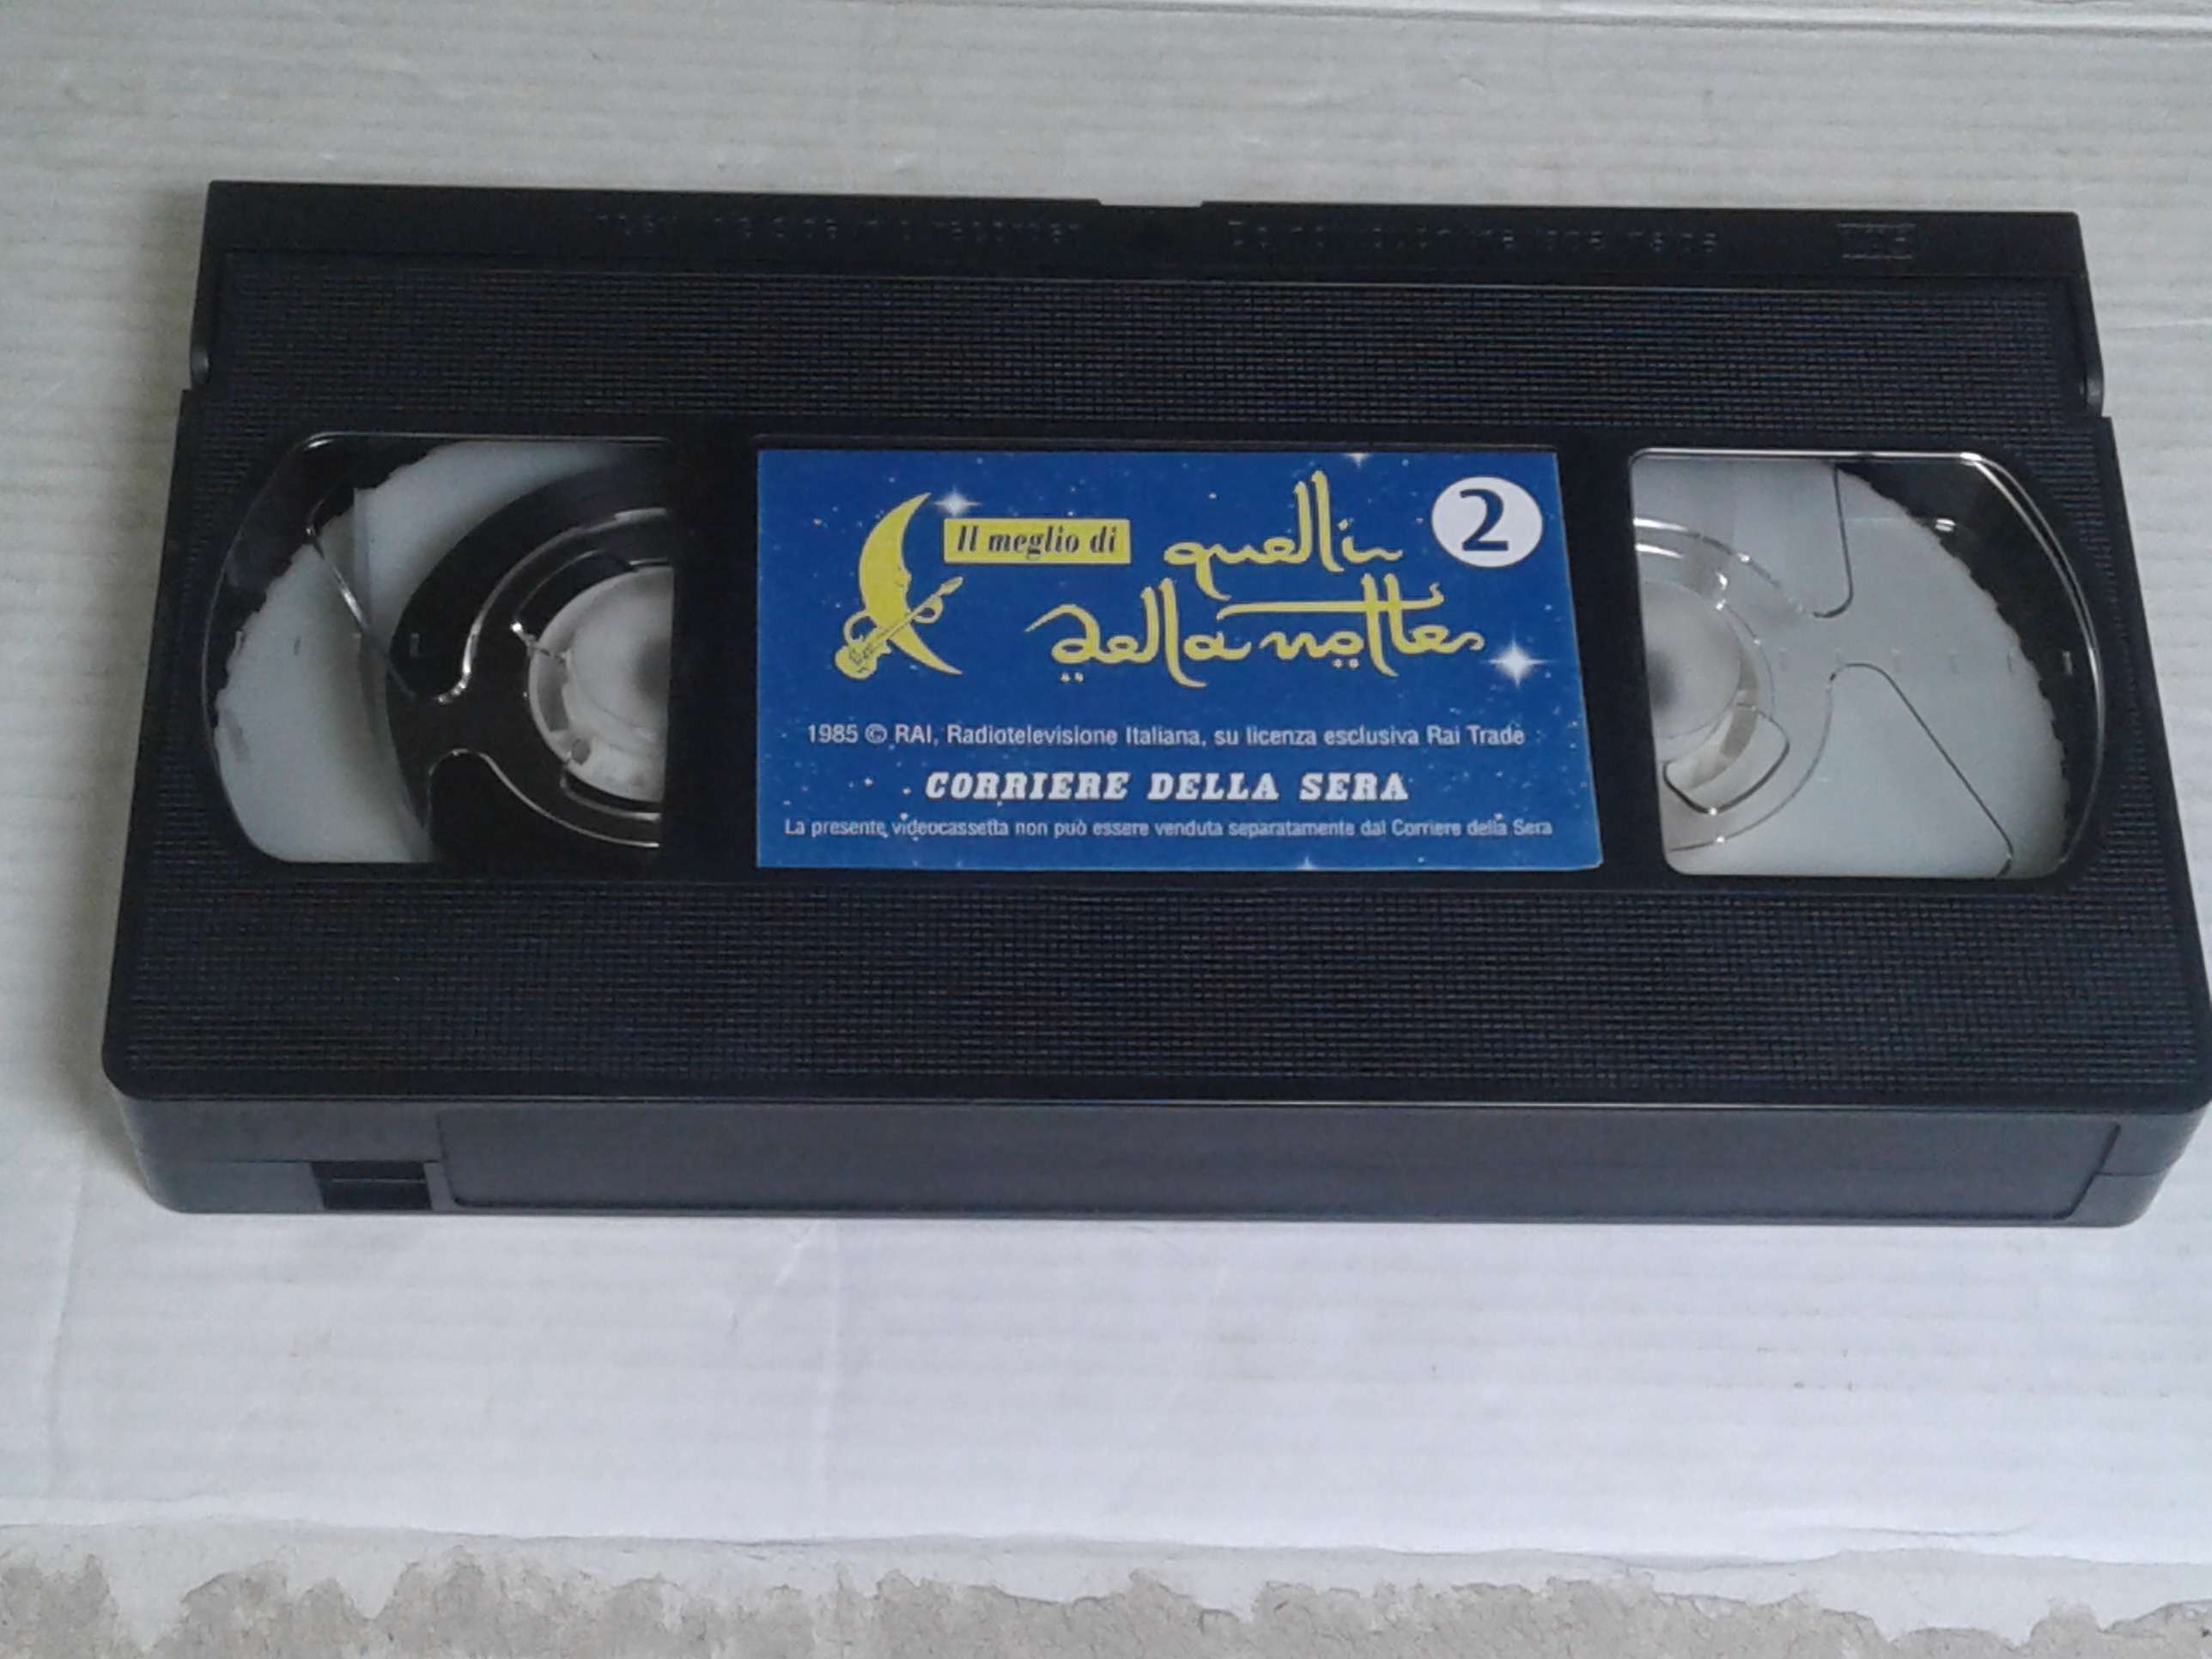 Il meglio di quelli 2
della notte
1985 © RAI, Radiotelevisione Italiana, su licenza esclusiva Rai Trade
CORRIERE DELLA SERA
La presente videocassetta non può essere venduta separatamente dal Corriere della Sera